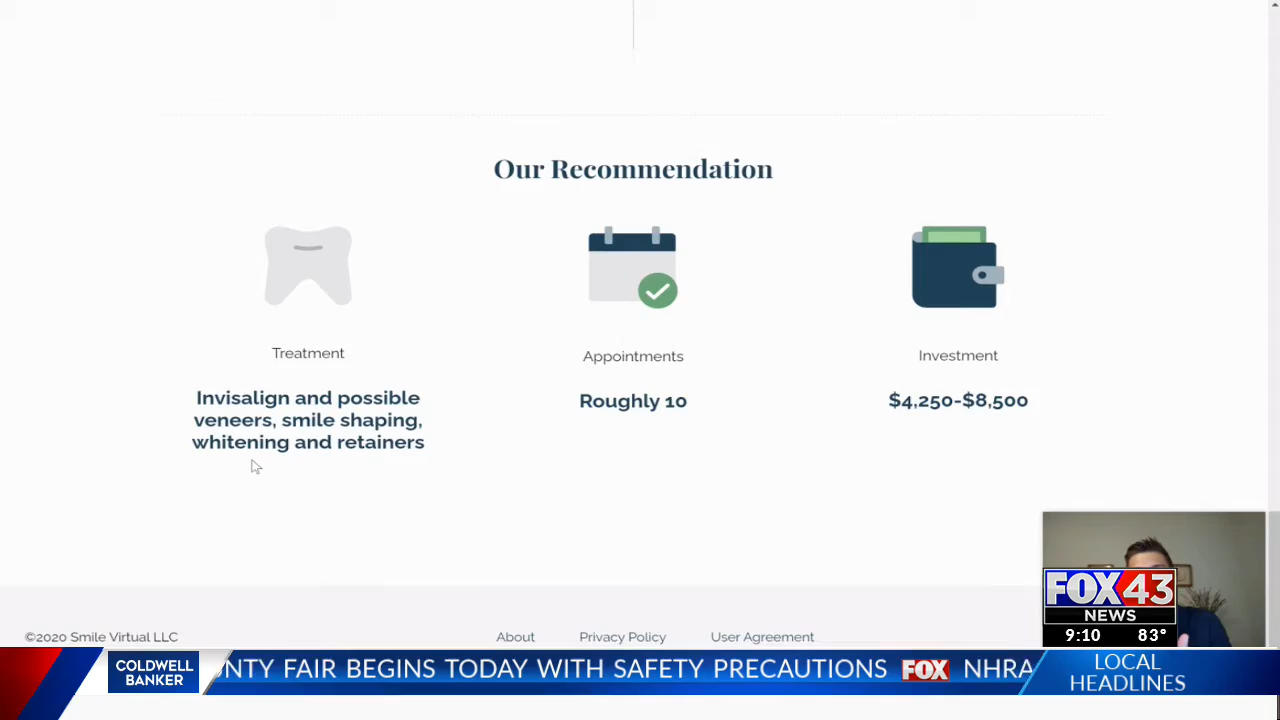 Our Recommendation
Treatment
Appointments
Investment
Invisalign and possible
veneers, smile shaping,
whitening and retainers
Roughly 10
$4,250-$8,500
©2020 Smile Virtual LLC
About
Privacy Policy
User Agreement
FOX 43
NEWS
9:10 83°
COLDWELL
BANKER
NTY FAIR BEGINS TODAY WITH SAFETY PRECAUTIONS FOX NHRA
LOCAL
HEADLINES